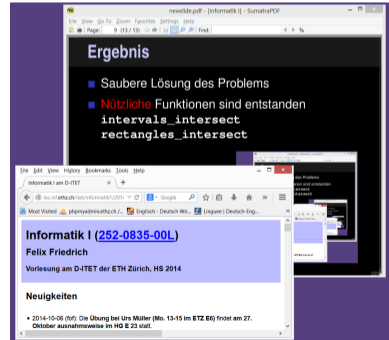 newslide.pdf - [Informatik I] - SumatraPDF
File View Go To Zoom Favorites Settings Help
Page: 9 (13 / 13) Find:
Ergebnis
Saubere Lösung des Problems
Nützliche Funktionen sind entstanden
intervals_intersect
rectangles_intersect
File Edit View History Bookmarks Tools Help
Informatik I am D-ITET
Google
Most Visited phpmyadmin.ethz.ch /... Englisch - Deutsch Wö... Linguee | Deutsch-Eng...
Informatik I (252-0835-00L)
Felix Friedrich
Vorlesung am D-ITET der ETH Zürich, HS 2014
Neuigkeiten
2014-10-06 (fof): Die Übung bei Urs Müller (Mo. 13-15 im ETZ E6) findet am 27.
Oktober ausnahmsweise im HG E 23 statt.